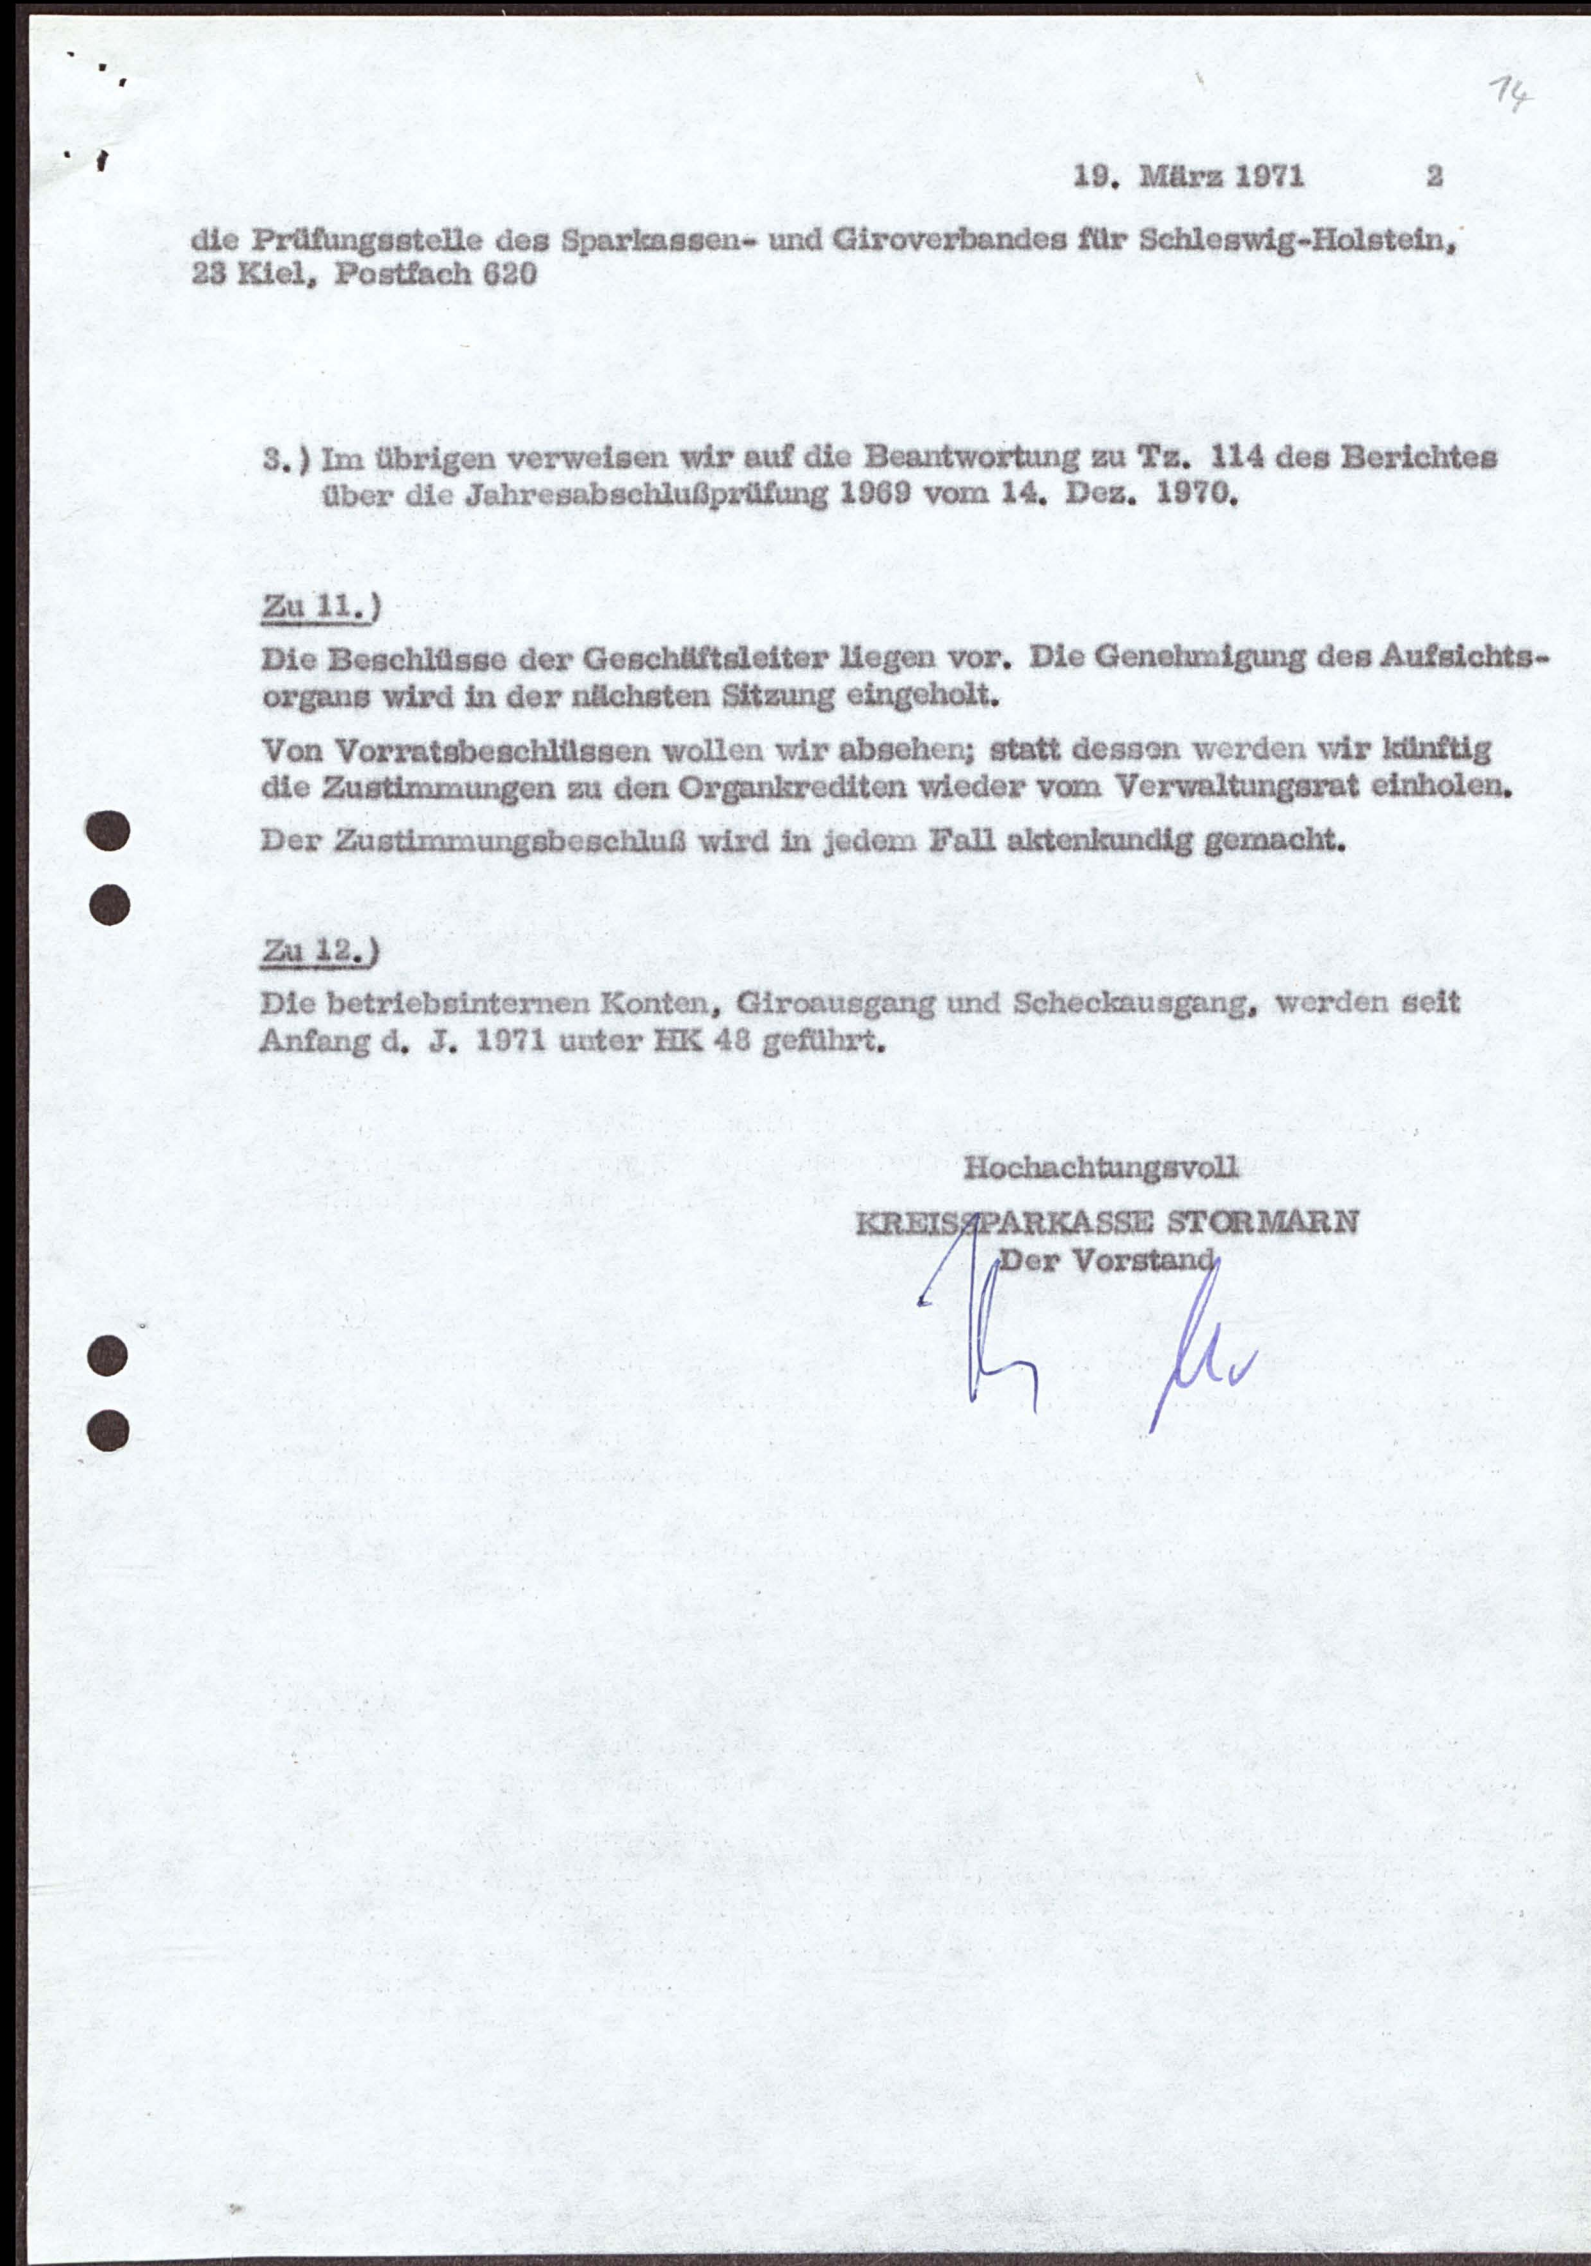 14
19. März 1971 2
die Prüfungsstelle des Sparkassen- und Giroverbandes für Schleswig-Holstein,
23 Kiel, Postfach 620
3.) Im übrigen verweisen wir auf die Beantwortung zu Tz. 114 des Berichtes
über die Jahresabschlußprüfung 1969 vom 14. Dez. 1970.
Zu 11.)
Die Beschlüsse der Geschäftsleiter liegen vor. Die Genehmigung des Aufsichts-
organs wird in der nächsten Sitzung eingeholt.
Von Vorratsbeschlüssen wollen wir absehen; statt dessen werden wir künftig
die Zustimmungen zu den Organkrediten wieder vom Verwaltungsrat einholen.
Der Zustimmungsbeschluß wird in jedem Fall aktenkundig gemacht.
Zu 12.)
Die betriebsinternen Konten, Giroausgang und Scheckausgang, werden seit
Anfang d. J. 1971 unter HK 48 geführt.
Hochachtungsvoll
KREISSPARKASSE STORMARN
Der Vorstand